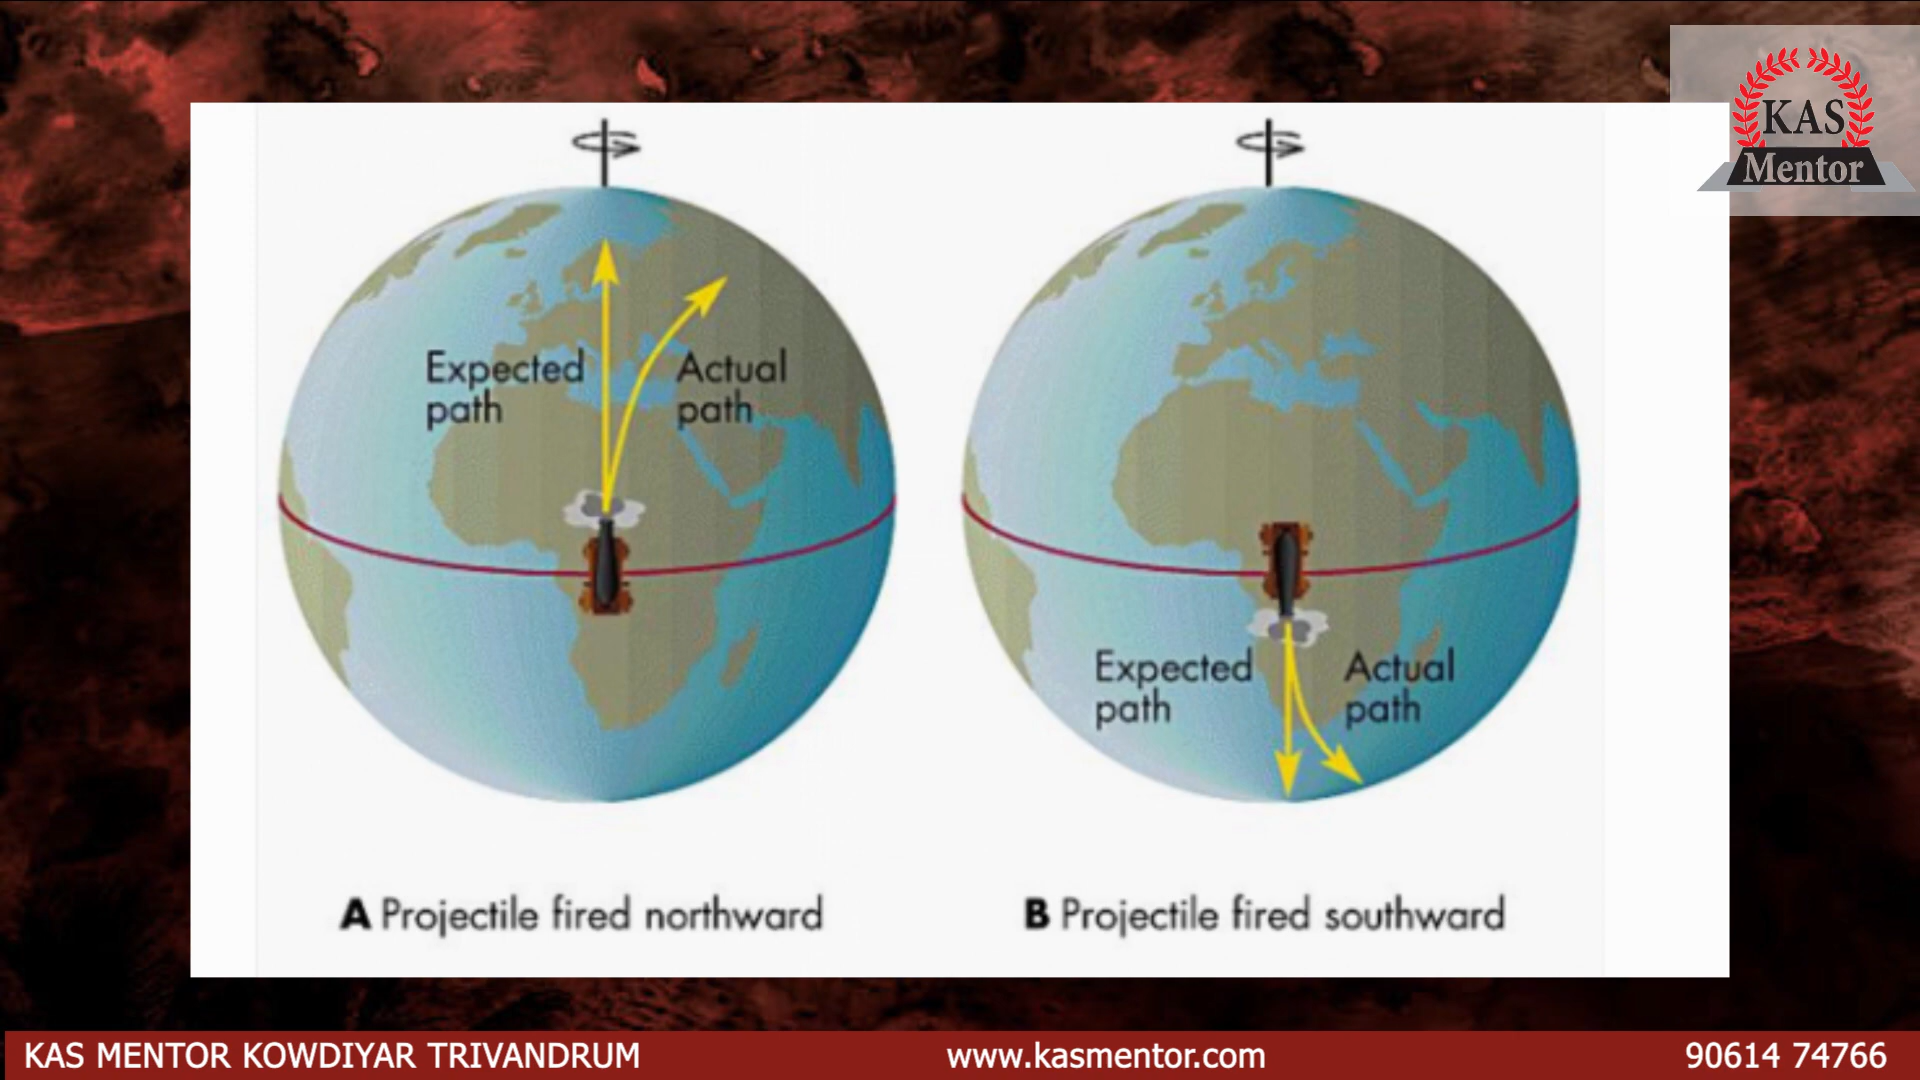 KAS
Mentor
Expected
path
Actual
path
Expected
path
Actual
path
A Projectile fired northward
B Projectile fired southward
KAS MENTOR KOWDIYAR TRIVANDRUM
www.kasmentor.com
90614 74766